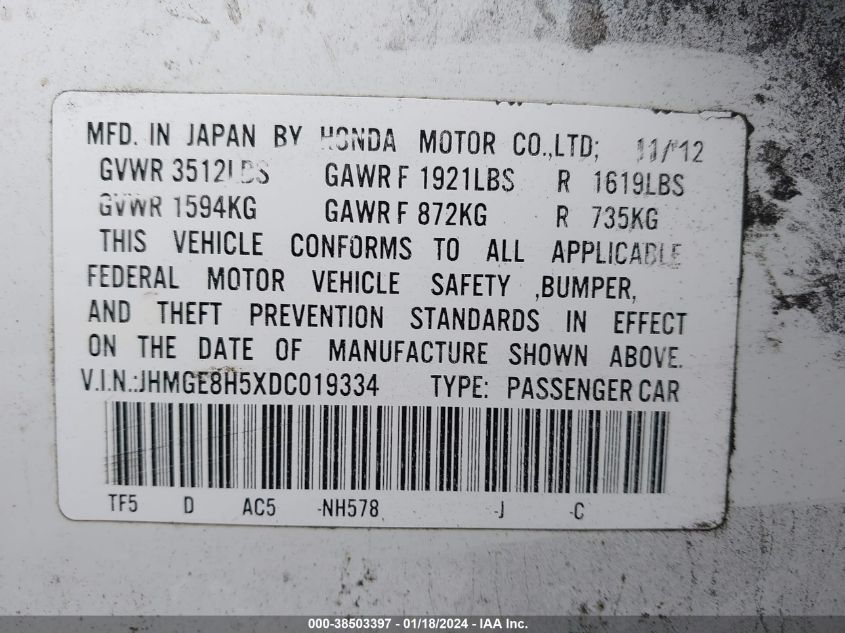 MFD. IN JAPAN BY HONDA MOTOR CO.,LTD; 11/12
GVWR 3512LBS GAWR F 1921LBS R 1619LBS
GVWR 1594KG GAWR F 872KG R 735KG
THIS VEHICLE CONFORMS TO ALL APPLICABLE
FEDERAL MOTOR VEHICLE SAFETY ,BUMPER,
AND THEFT PREVENTION STANDARDS IN EFFECT
ON THE DATE OF MANUFACTURE SHOWN ABOVE.
V.I.N.:JHMGE8H5XDC019334 TYPE: PASSENGER CAR
TF5 D AC5 -NH578 -J -C
000-38503397 - 01/18/2024 - IAA Inc.